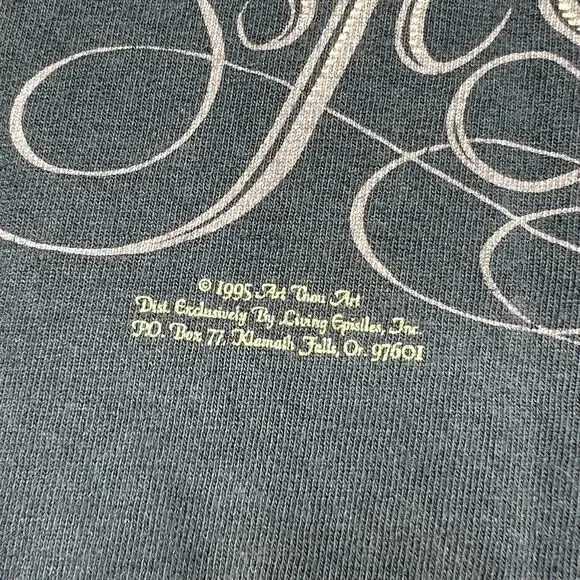 © 1995 Art Thou Art
Dist. Exclusively By Living Epistles, Inc.
P.O. Box 77, Klamath Falls, Or. 97601